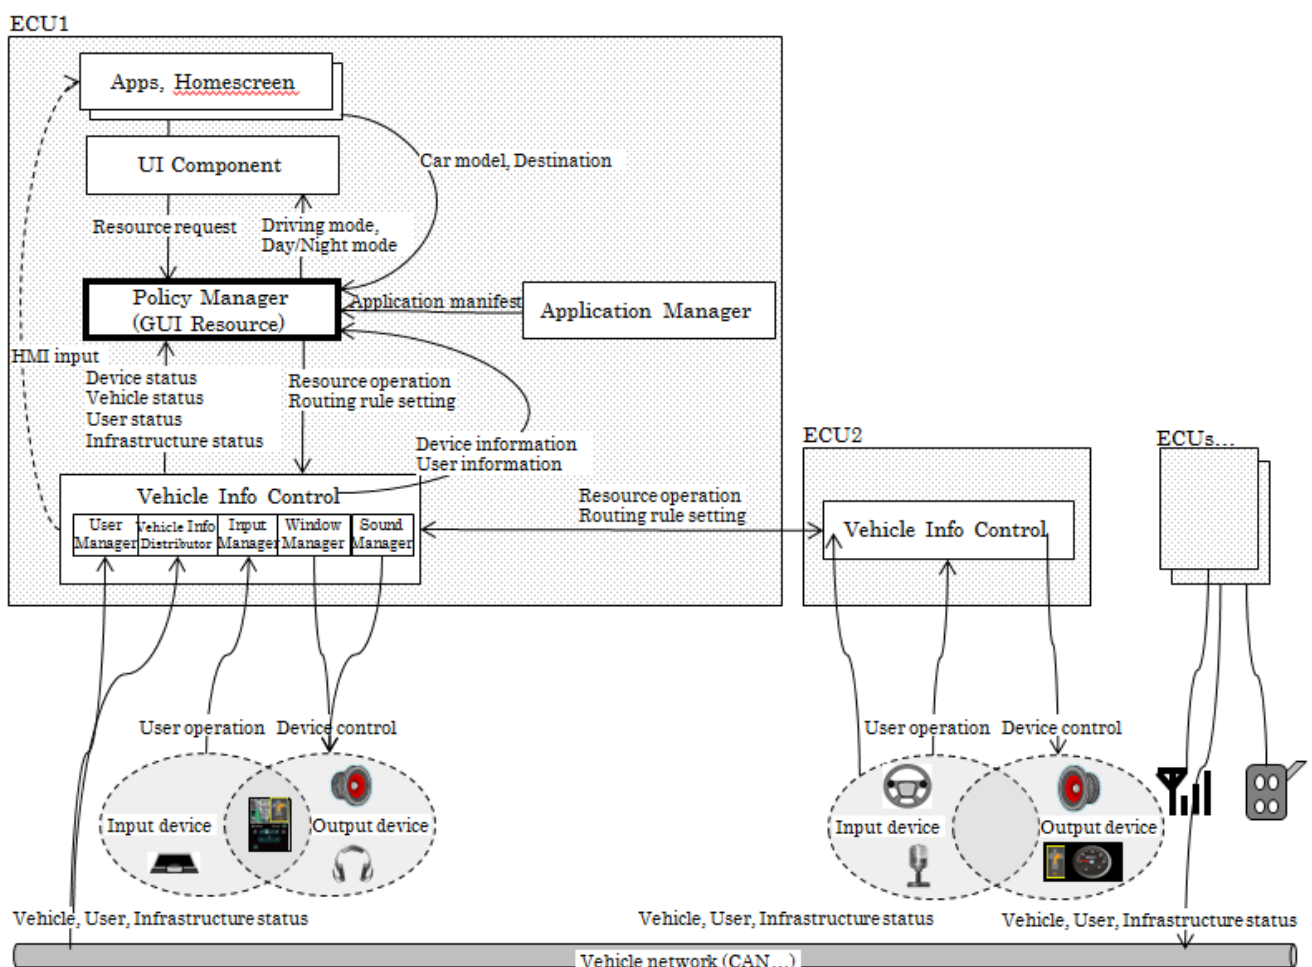 ECU1
Apps, Homescreen
UI Component
Car model, Destination
Resource request
Driving mode,
Day/Night mode
Policy Manager
(GUI Resource)
Application manifest
Application Manager
HMI input
Device status
Vehicle status
User status
Infrastructure status
Resource operation
Routing rule setting
Device information
User information
Vehicle Info Control
User
Manager
Vehicle Info
Distributor
Input
Manager
Window
Manager
Sound
Manager
Resource operation
Routing rule setting
ECU2
Vehicle Info Control
ECUs...
User operation
Device control
Input device
Output device
User operation
Device control
Input device
Output device
Vehicle, User, Infrastructure status
Vehicle, User, Infrastructure status
Vehicle, User, Infrastructure status
Vehicle network (CAN...)